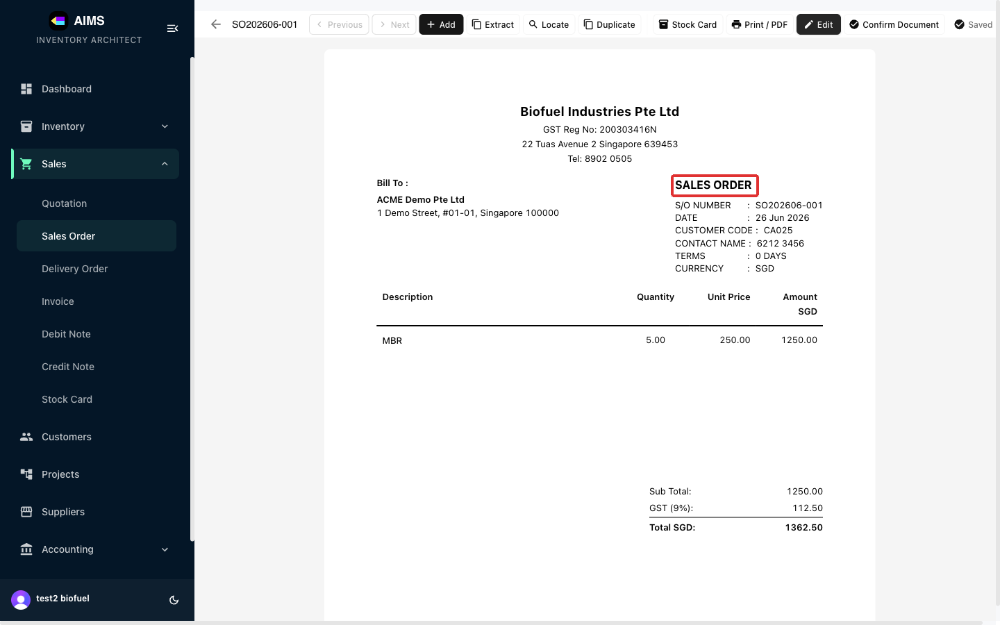 AIMS
INVENTORY ARCHITECT
Dashboard
Inventory
Sales
Quotation
Sales Order
Delivery Order
Invoice
Debit Note
Credit Note
Stock Card
Customers
Projects
Suppliers
Accounting
test2 biofuel
SO202606-001 Previous Next Add Extract Locate Duplicate Stock Card Print / PDF Edit Confirm Document Saved
Biofuel Industries Pte Ltd
GST Reg No: 200303416N
22 Tuas Avenue 2 Singapore 639453
Tel: 8902 0505
Bill To :
ACME Demo Pte Ltd
1 Demo Street, #01-01, Singapore 100000
SALES ORDER
S/O NUMBER : SO202606-001
DATE : 26 Jun 2026
CUSTOMER CODE : CA025
CONTACT NAME : 6212 3456
TERMS : 0 DAYS
CURRENCY : SGD
Description Quantity Unit Price Amount
SGD
MBR 5.00 250.00 1250.00
Sub Total: 1250.00
GST (9%): 112.50
Total SGD: 1362.50